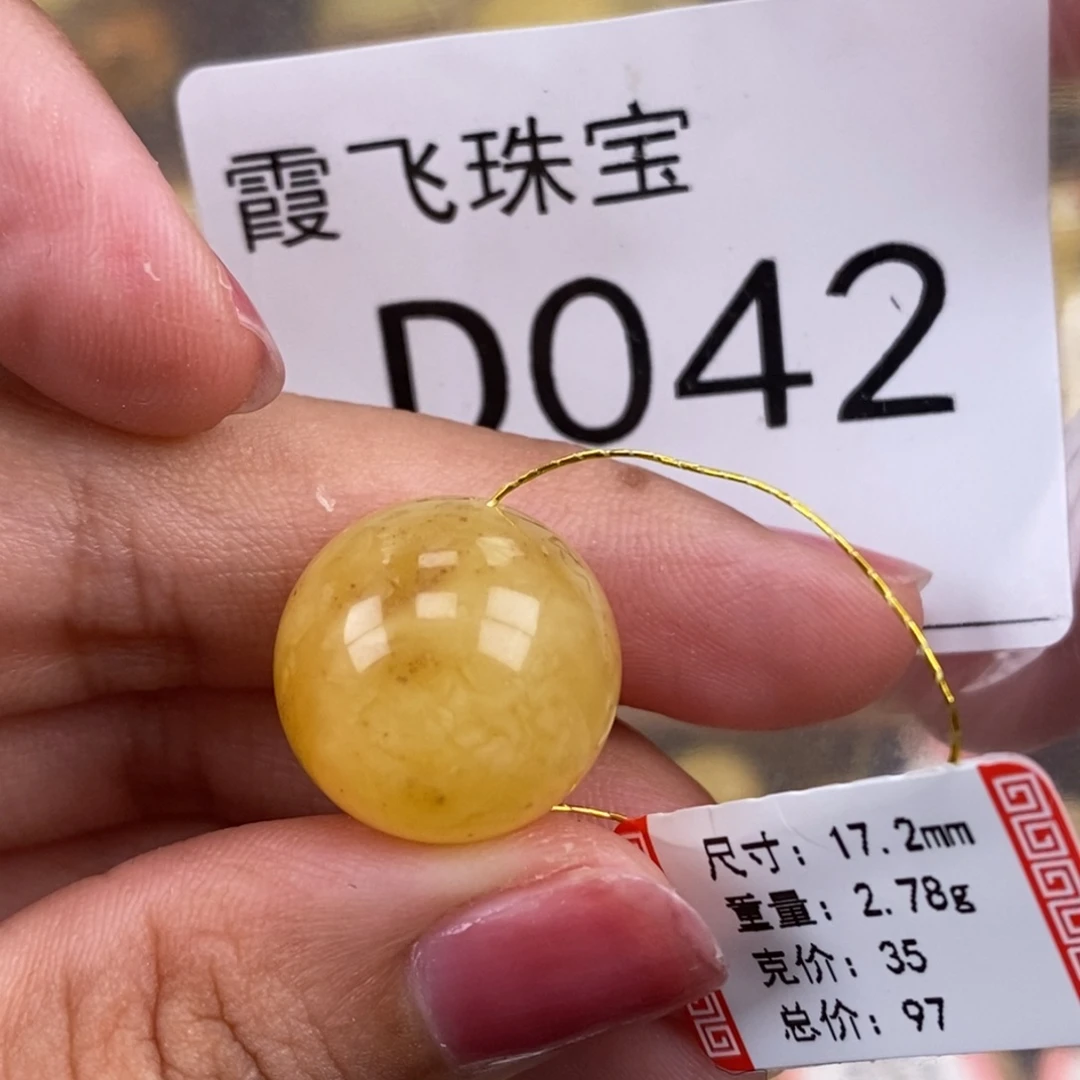 霞飞珠宝
D042
尺寸: 17.2mm
重量: 2.78g
克价: 35
总价: 97